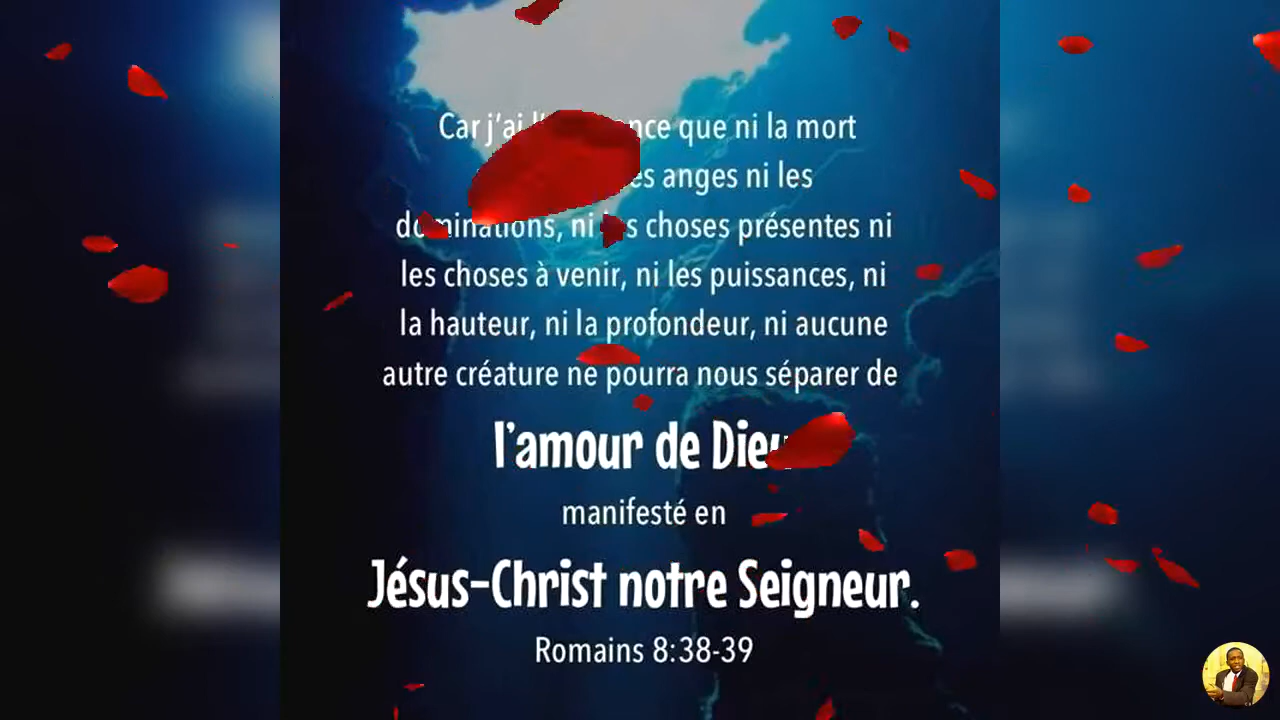 Car j'ai que ni la mort
anges ni les
ni choses présentes ni
les choses à venir, ni les puissances, ni
la hauteur, ni la profondeur, ni aucune
autre créature ne pourra nous séparer de
l'amour de Dieu
manifesté en
Jésus-Christ notre Seigneur.
Romains 8:38-39